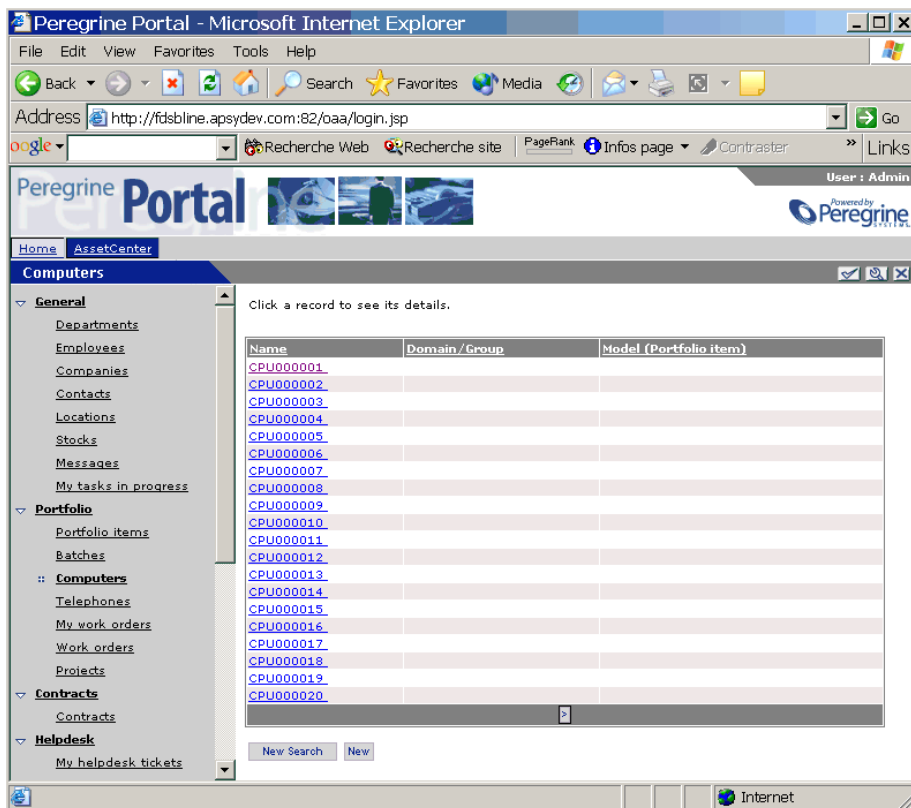 Peregrine Portal - Microsoft Internet Explorer
File Edit View Favorites Tools Help
Back Search Favorites Media
Address http://fdsbline.apsydev.com:82/oaa/login.jsp Go
oogle Recherche Web Recherche site PageRank Infos page Contraster » Links
User : Admin
Peregrine Portal
Powered by
Peregrine
SYSTEMS
Home AssetCenter
Computers
General
Departments
Employees
Companies
Contacts
Locations
Stocks
Messages
My tasks in progress
Portfolio
Portfolio items
Batches
Computers
Telephones
My work orders
Work orders
Projects
Contracts
Contracts
Helpdesk
My helpdesk tickets
Click a record to see its details.
Name Domain/Group Model (Portfolio item)
CPU000001
CPU000002
CPU000003
CPU000004
CPU000005
CPU000006
CPU000007
CPU000008
CPU000009
CPU000010
CPU000011
CPU000012
CPU000013
CPU000014
CPU000015
CPU000016
CPU000017
CPU000018
CPU000019
CPU000020
>
New Search New
Internet